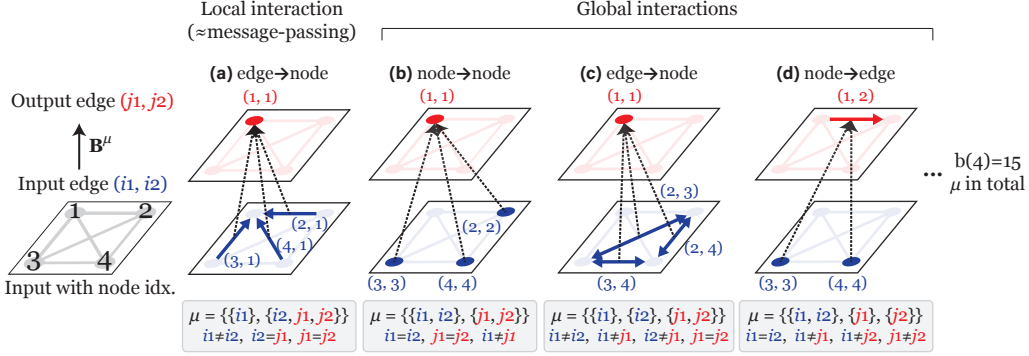 Local interaction
(≈message-passing)
Global interactions
(a) edge→node
(b) node→node
(c) edge→node
(d) node→edge
(1, 1)
(1, 1)
(1, 1)
(1, 2)
Output edge (j1, j2)
B^μ
Input edge (i1, i2)
1
2
3
4
Input with node idx.
(2, 1)
(4, 1)
(3, 1)
(2, 2)
(3, 3)
(4, 4)
(2, 3)
(2, 4)
(3, 4)
(3, 3)
(4, 4)
... b(4)=15
μ in total
μ = {{i1}, {i2, j1, j2}}
i1≠i2, i2=j1, j1=j2
μ = {{i1, i2}, {j1, j2}}
i1=i2, j1=j2, i1≠j1
μ = {{i1}, {i2}, {j1, j2}}
i1≠i2, i1≠j1, i2≠j1, j1=j2
μ = {{i1, i2}, {j1}, {j2}}
i1=i2, i1≠j1, i1≠j2, j1≠j2